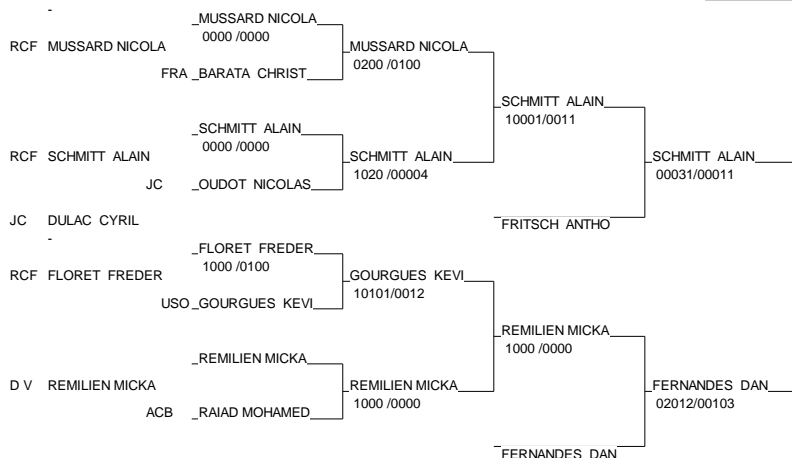 -
_MUSSARD NICOLA
0000 /0000
RCF MUSSARD NICOLA
MUSSARD NICOLA
0200 /0100
FRA _BARATA CHRIST
SCHMITT ALAIN
10001/0011
_SCHMITT ALAIN
0000 /0000
RCF SCHMITT ALAIN
SCHMITT ALAIN
1020 /00004
SCHMITT ALAIN
00031/00011
JC _OUDOT NICOLAS
JC DULAC CYRIL
FRITSCH ANTHO
-
_FLORET FREDER
1000 /0100
RCF FLORET FREDER
GOURGUES KEVI
10101/0012
USO _GOURGUES KEVI
REMILIEN MICKA
1000 /0000
_REMILIEN MICKA
D V REMILIEN MICKA
REMILIEN MICKA
1000 /0000
FERNANDES DAN
02012/00103
ACB _RAIAD MOHAMED
FERNANDES DAN